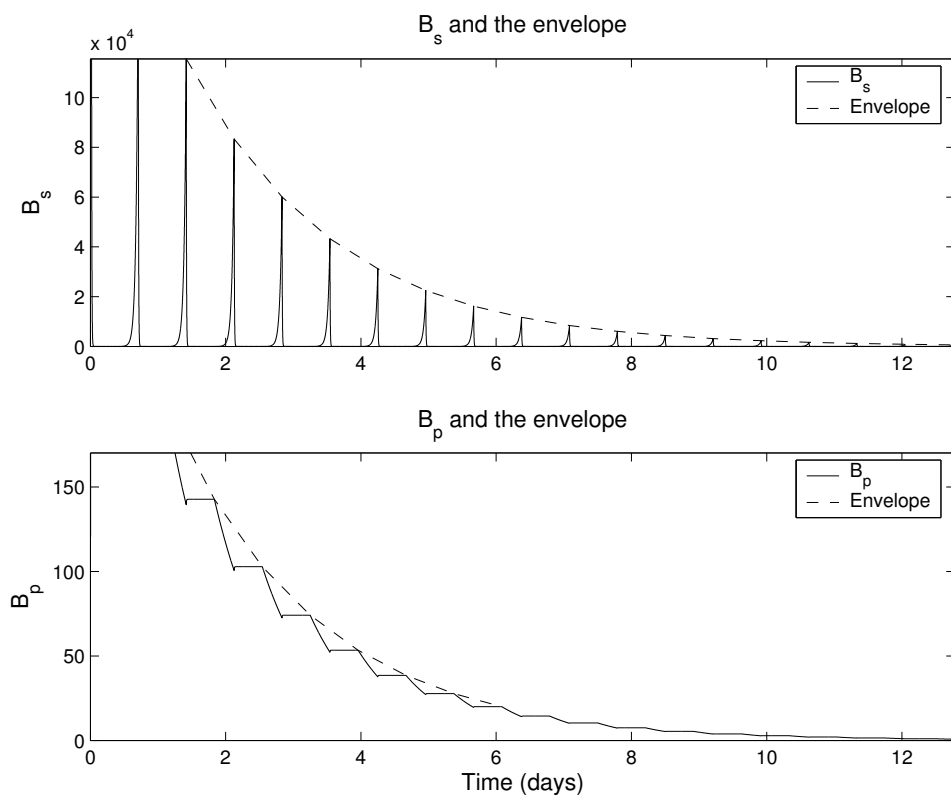 B_s and the envelope
x 10^4
10
8
6
4
2
0
B_s
B_s
Envelope
0 2 4 6 8 10 12
B_p and the envelope
150
100
50
0
B_p
B_p
Envelope
0 2 4 6 8 10 12
Time (days)